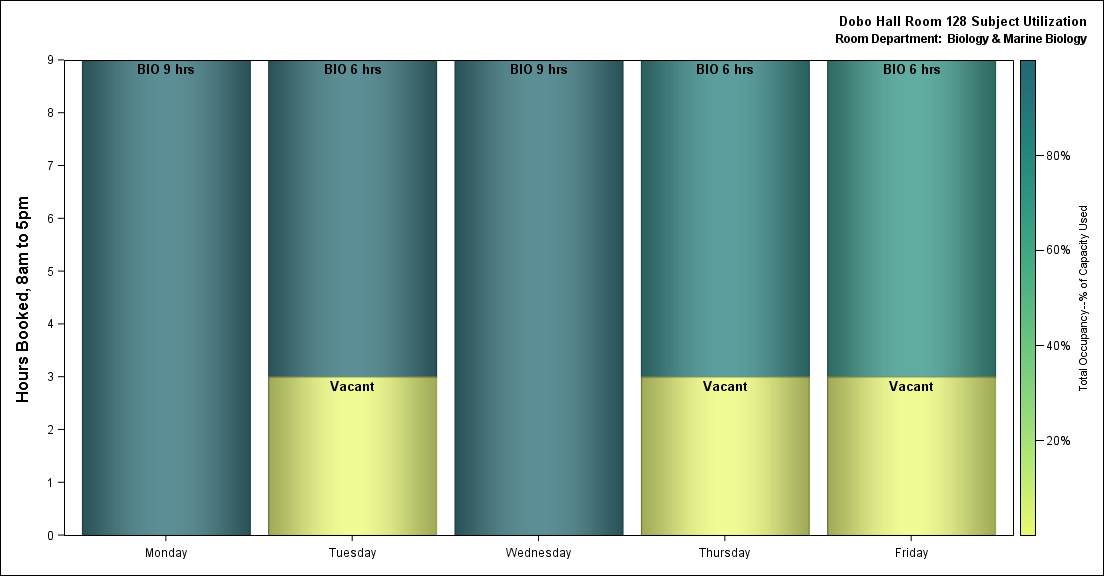 Dobo Hall Room 128 Subject Utilization
Room Department: Biology & Marine Biology
Hours Booked, 8am to 5pm
9
8
7
6
5
4
3
2
1
0
BIO 9 hrs
BIO 6 hrs
BIO 9 hrs
BIO 6 hrs
BIO 6 hrs
Vacant
Vacant
Vacant
Monday
Tuesday
Wednesday
Thursday
Friday
80%
60%
40%
20%
Total Occupancy--% of Capacity Used